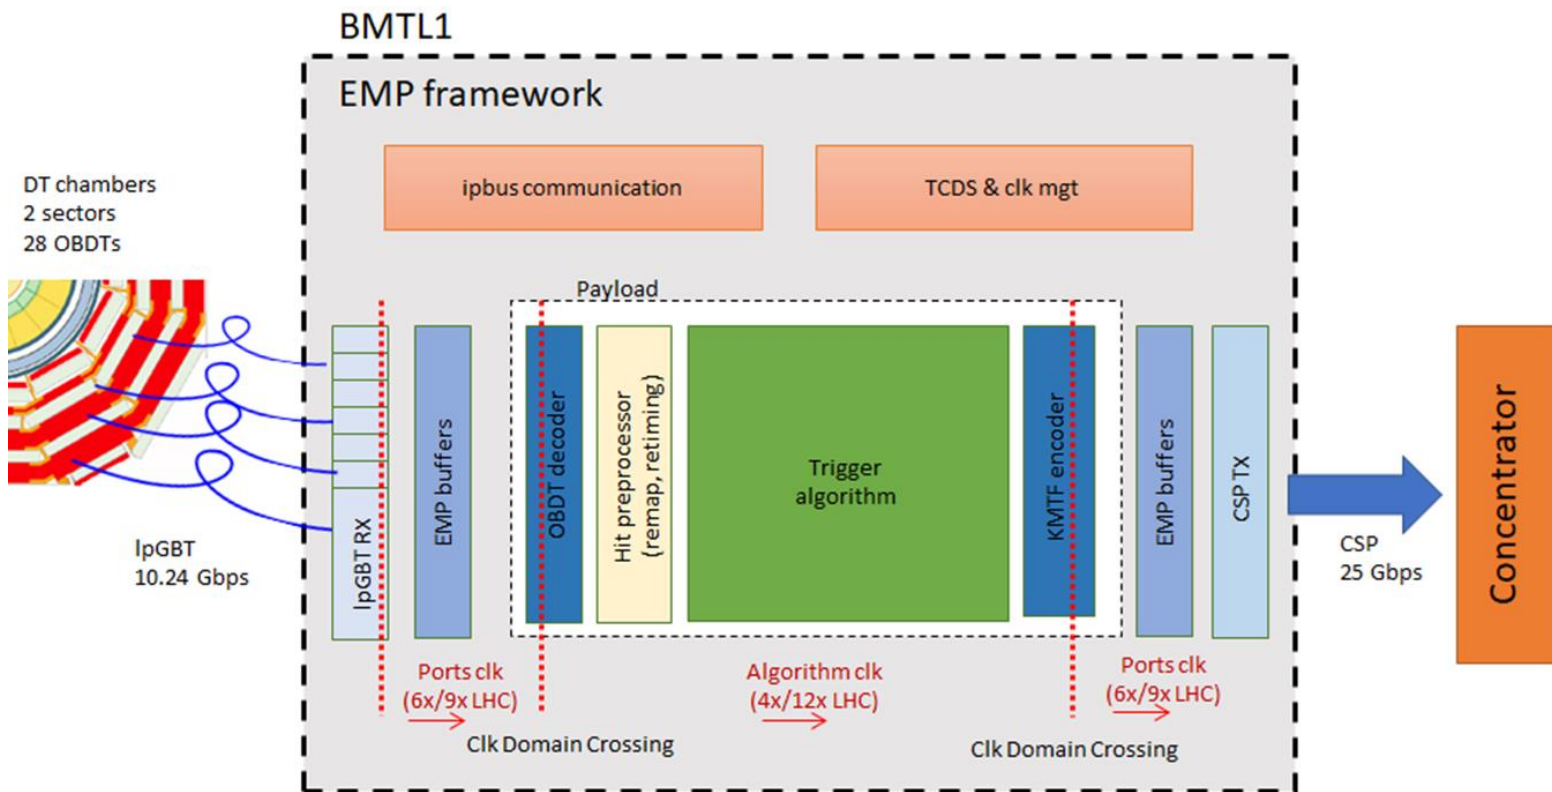 BMTL1
EMP framework
ipbus communication
TCDS & clk mgt
DT chambers
2 sectors
28 OBDTs
Payload
lpGBT RX
EMP buffers
OBDT decoder
Hit preprocessor
(remap, retiming)
Trigger
algorithm
KMTF encoder
EMP buffers
CSP TX
Concentrator
lpGBT
10.24 Gbps
CSP
25 Gbps
Ports clk
(6x/9x LHC)
Algorithm clk
(4x/12x LHC)
Ports clk
(6x/9x LHC)
Clk Domain Crossing
Clk Domain Crossing